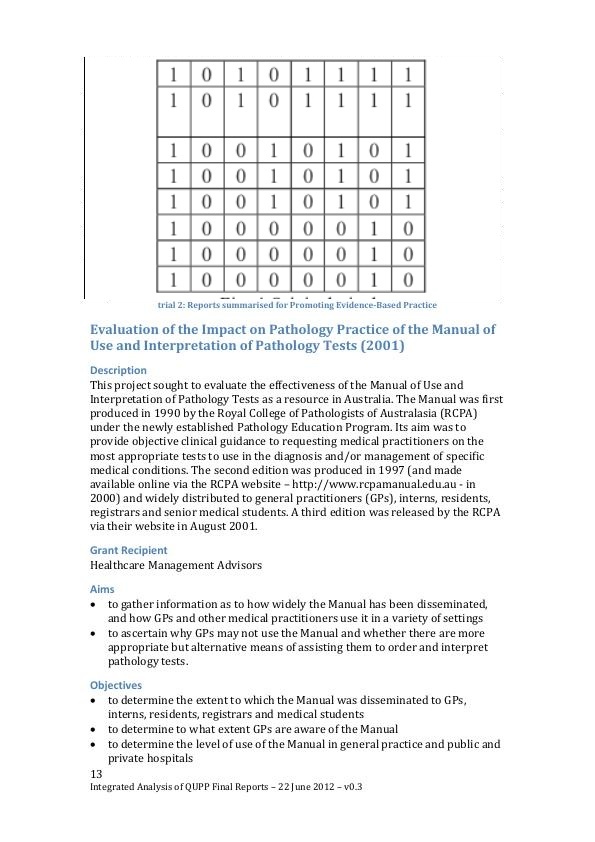 1 0 1 0 1 1 1 1
1 0 1 0 1 1 1 1
1 0 0 1 0 1 0 1
1 0 0 1 0 1 0 1
1 0 0 1 0 1 0 1
1 0 0 0 0 0 1 0
1 0 0 0 0 0 1 0
1 0 0 0 0 0 1 0
trial 2: Reports summarised for Promoting Evidence-Based Practice
Evaluation of the Impact on Pathology Practice of the Manual of
Use and Interpretation of Pathology Tests (2001)
Description
This project sought to evaluate the effectiveness of the Manual of Use and
Interpretation of Pathology Tests as a resource in Australia. The Manual was first
produced in 1990 by the Royal College of Pathologists of Australasia (RCPA)
under the newly established Pathology Education Program. Its aim was to
provide objective clinical guidance to requesting medical practitioners on the
most appropriate tests to use in the diagnosis and/or management of specific
medical conditions. The second edition was produced in 1997 (and made
available online via the RCPA website – http://www.rcpamanual.edu.au - in
2000) and widely distributed to general practitioners (GPs), interns, residents,
registrars and senior medical students. A third edition was released by the RCPA
via their website in August 2001.
Grant Recipient
Healthcare Management Advisors
Aims
• to gather information as to how widely the Manual has been disseminated,
and how GPs and other medical practitioners use it in a variety of settings
• to ascertain why GPs may not use the Manual and whether there are more
appropriate but alternative means of assisting them to order and interpret
pathology tests.
Objectives
• to determine the extent to which the Manual was disseminated to GPs,
interns, residents, registrars and medical students
• to determine to what extent GPs are aware of the Manual
• to determine the level of use of the Manual in general practice and public and
private hospitals
13
Integrated Analysis of QUPP Final Reports – 22 June 2012 – v0.3